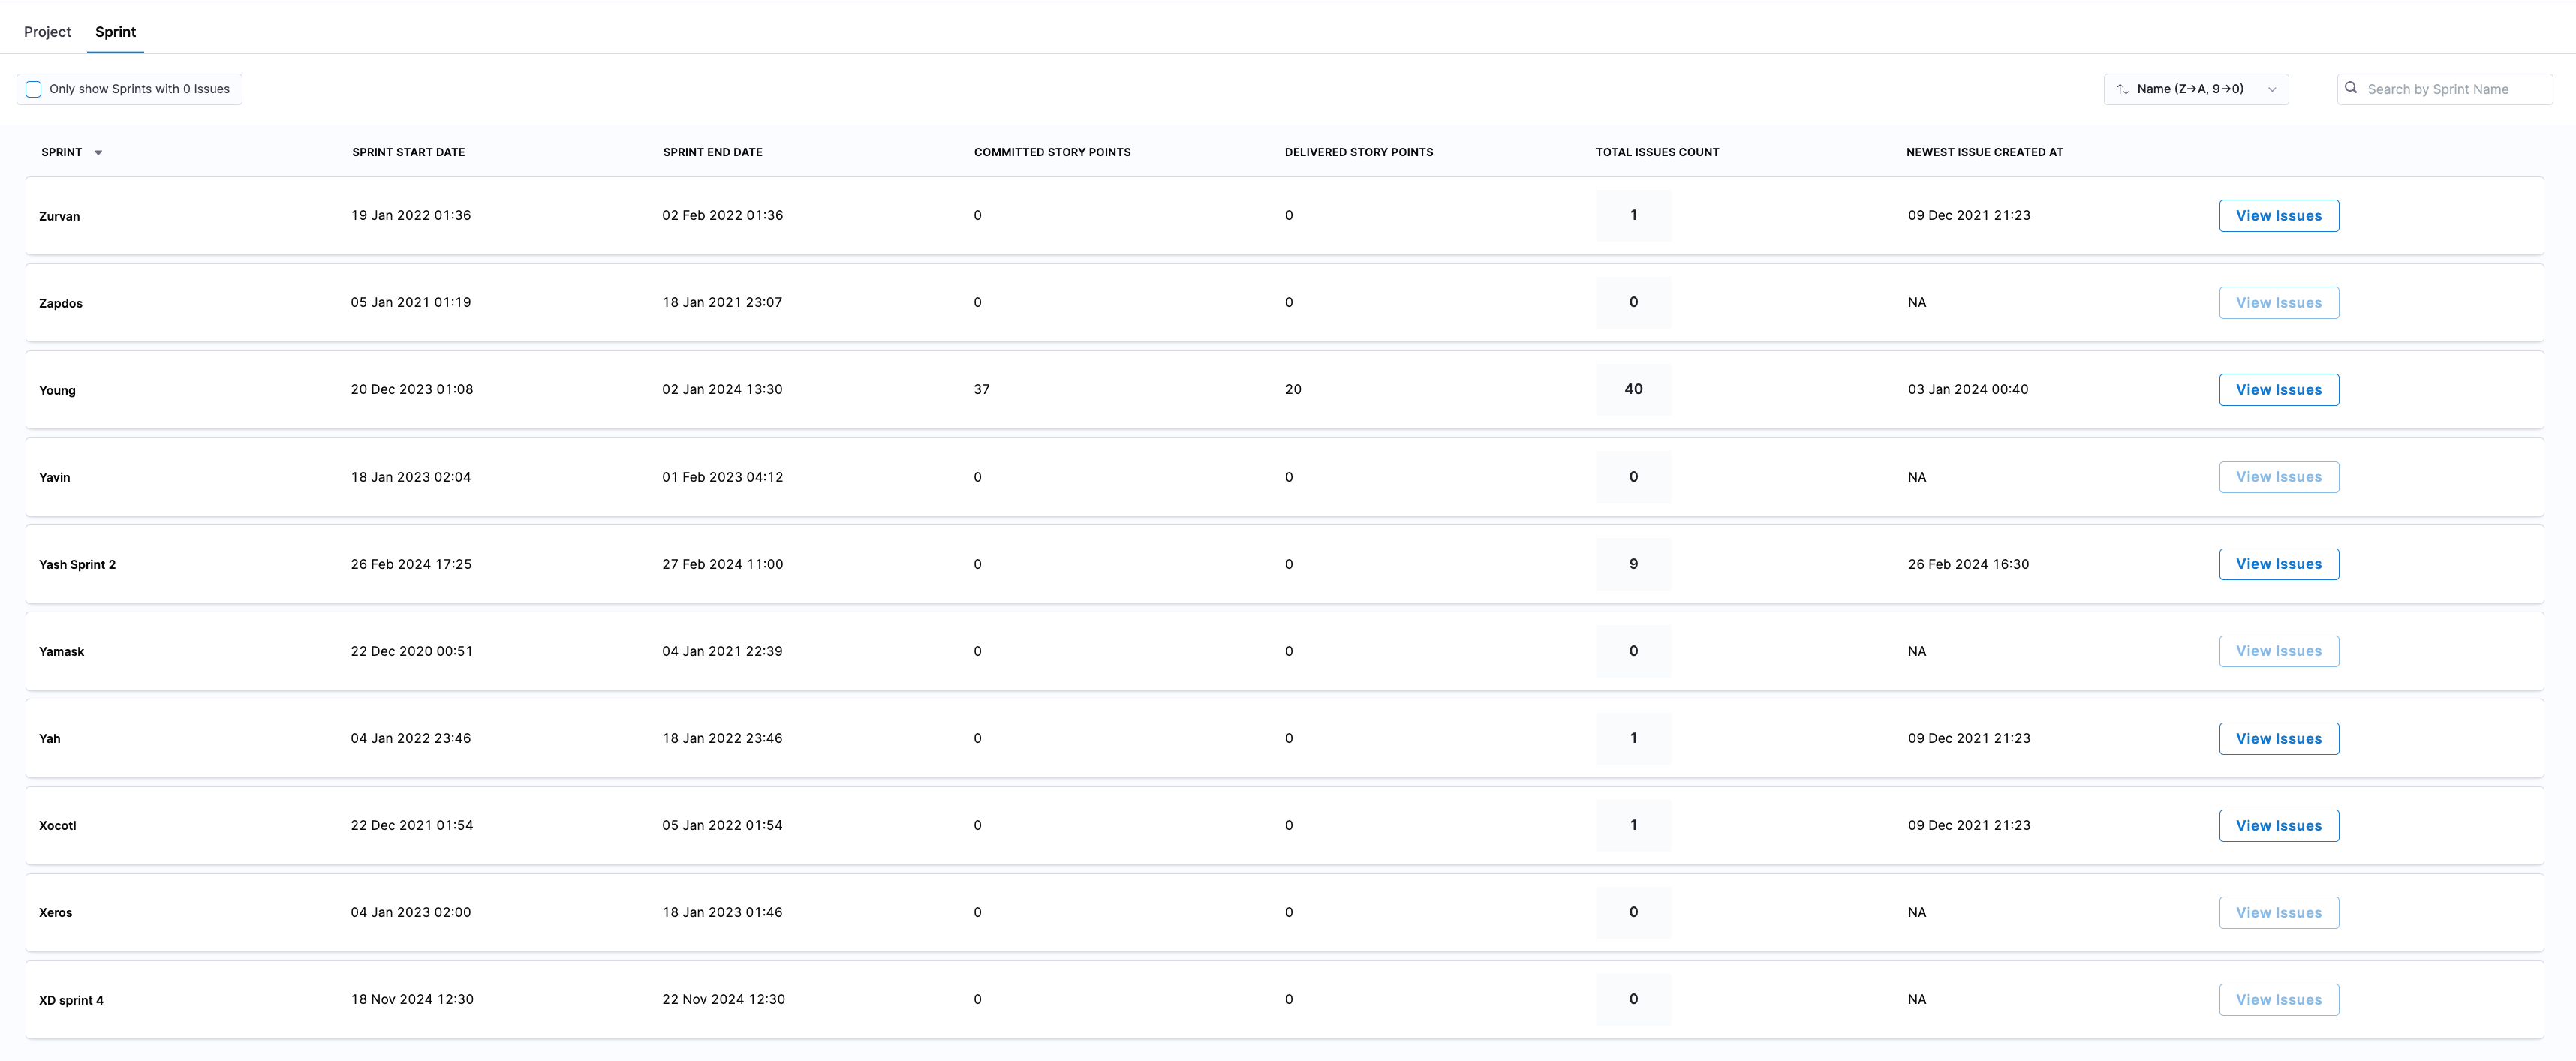 Project Sprint
Only show Sprints with 0 Issues Name (Z→A, 9→0) Search by Sprint Name
SPRINT SPRINT START DATE SPRINT END DATE COMMITTED STORY POINTS DELIVERED STORY POINTS TOTAL ISSUES COUNT NEWEST ISSUE CREATED AT
Zurvan 19 Jan 2022 01:36 02 Feb 2022 01:36 0 0 1 09 Dec 2021 21:23 View Issues
Zapdos 05 Jan 2021 01:19 18 Jan 2021 23:07 0 0 0 NA View Issues
Young 20 Dec 2023 01:08 02 Jan 2024 13:30 37 20 40 03 Jan 2024 00:40 View Issues
Yavin 18 Jan 2023 02:04 01 Feb 2023 04:12 0 0 0 NA View Issues
Yash Sprint 2 26 Feb 2024 17:25 27 Feb 2024 11:00 0 0 9 26 Feb 2024 16:30 View Issues
Yamask 22 Dec 2020 00:51 04 Jan 2021 22:39 0 0 0 NA View Issues
Yah 04 Jan 2022 23:46 18 Jan 2022 23:46 0 0 1 09 Dec 2021 21:23 View Issues
Xocotl 22 Dec 2021 01:54 05 Jan 2022 01:54 0 0 1 09 Dec 2021 21:23 View Issues
Xeros 04 Jan 2023 02:00 18 Jan 2023 01:46 0 0 0 NA View Issues
XD sprint 4 18 Nov 2024 12:30 22 Nov 2024 12:30 0 0 0 NA View Issues